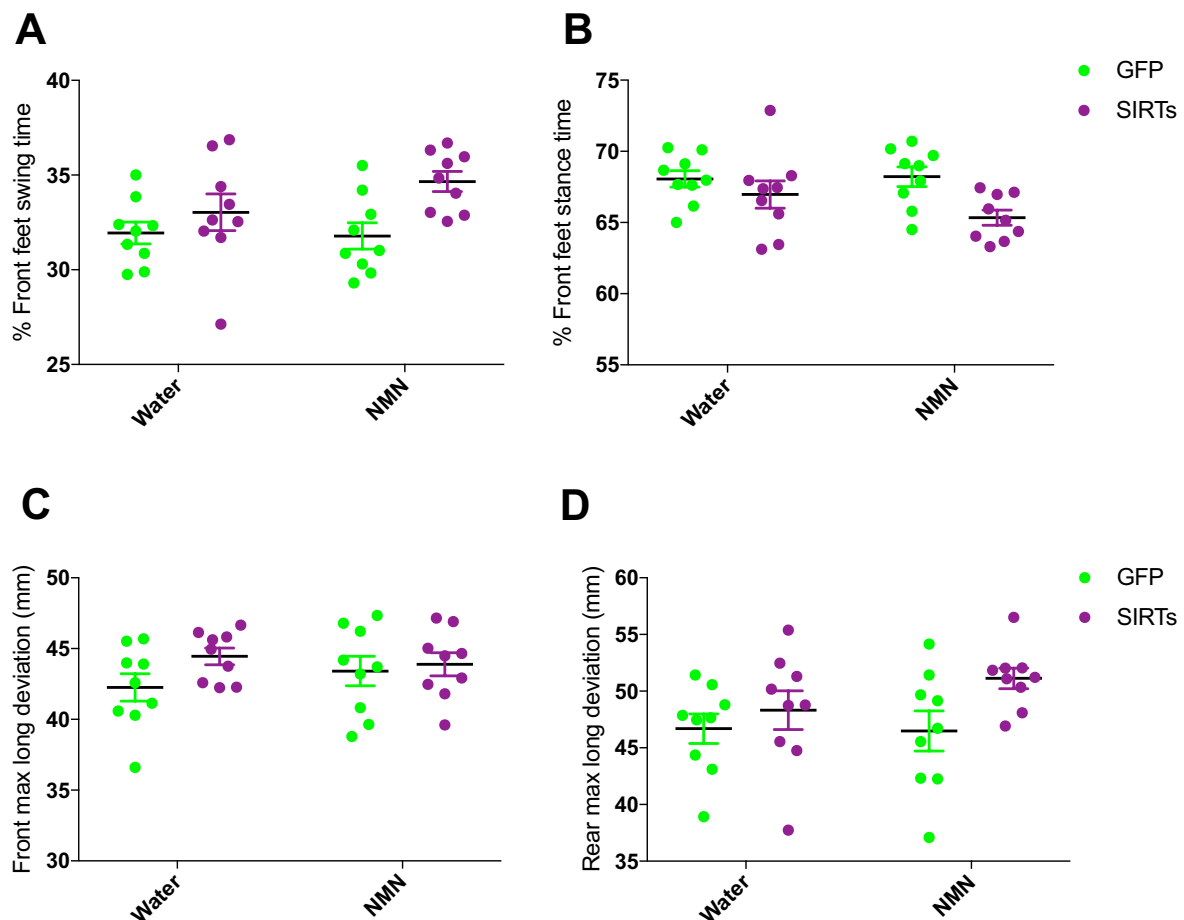 A
% Front feet swing time
40
35
30
25
Water
NMN
B
% Front feet stance time
75
70
65
60
55
Water
NMN
GFP
SIRTs
C
Front max long deviation (mm)
50
45
40
35
30
Water
NMN
D
Rear max long deviation (mm)
60
55
50
45
40
35
Water
NMN
GFP
SIRTs